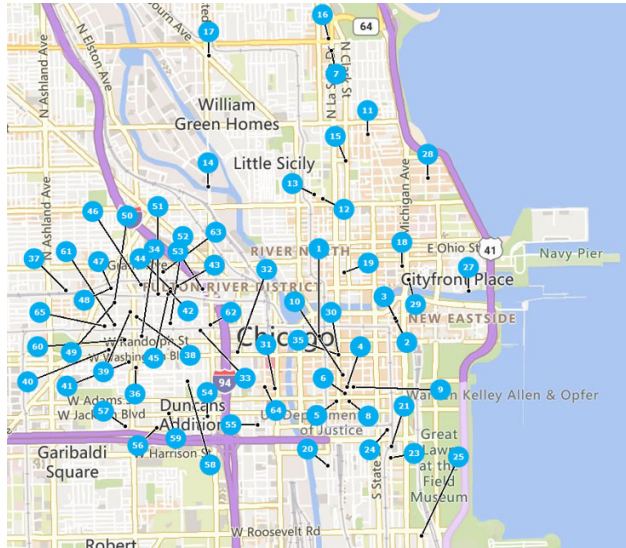 16
17
64
N Elston Ave
N Ashland Ave
N La S
N Clark St
7
William
Green Homes
11
15
14
Little Sicily
28
13
12
Michigan Ave
N Ashland Ave
46
50
51
34
52
53
63
RIVER NORTH
1
18
E Ohio St
41
Navy Pier
37
61
47
44
Grand Ave
43
32
19
Cityfront Place
27
48
FULTON RIVER DISTRICT
10
30
3
29
NEW EASTSIDE
65
42
62
Chicago
35
4
2
60
W Randolph St
W Washington Blvd
49
45
38
31
40
41
39
33
6
9
36
94
Warren Kelley Allen & Opfer
W Adams S
W Jackson Blvd
57
54
Duncans
Addition
55
64
5
8
21
U.S. Department
of Justice
Great
Lawn
at the
Field
Museum
56
59
W Harrison St
58
20
24
23
25
S State
Garibaldi
Square
W Roosevelt Rd
Robert